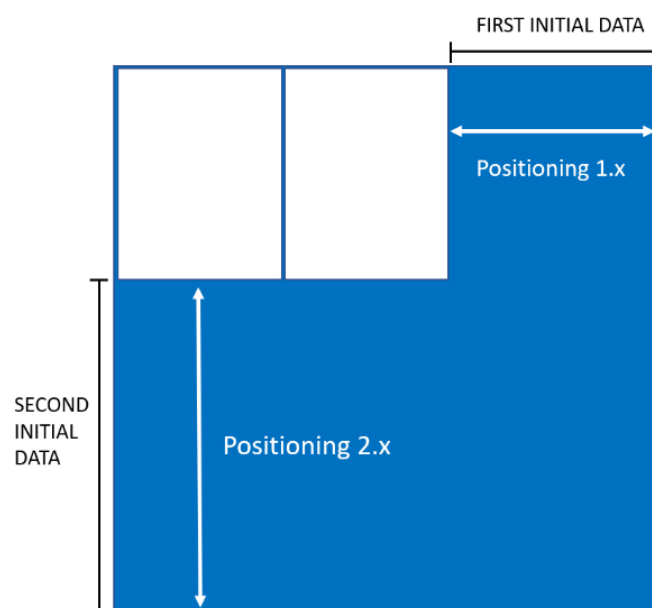 FIRST INITIAL DATA
Positioning 1.x
SECOND
INITIAL
DATA
Positioning 2.x